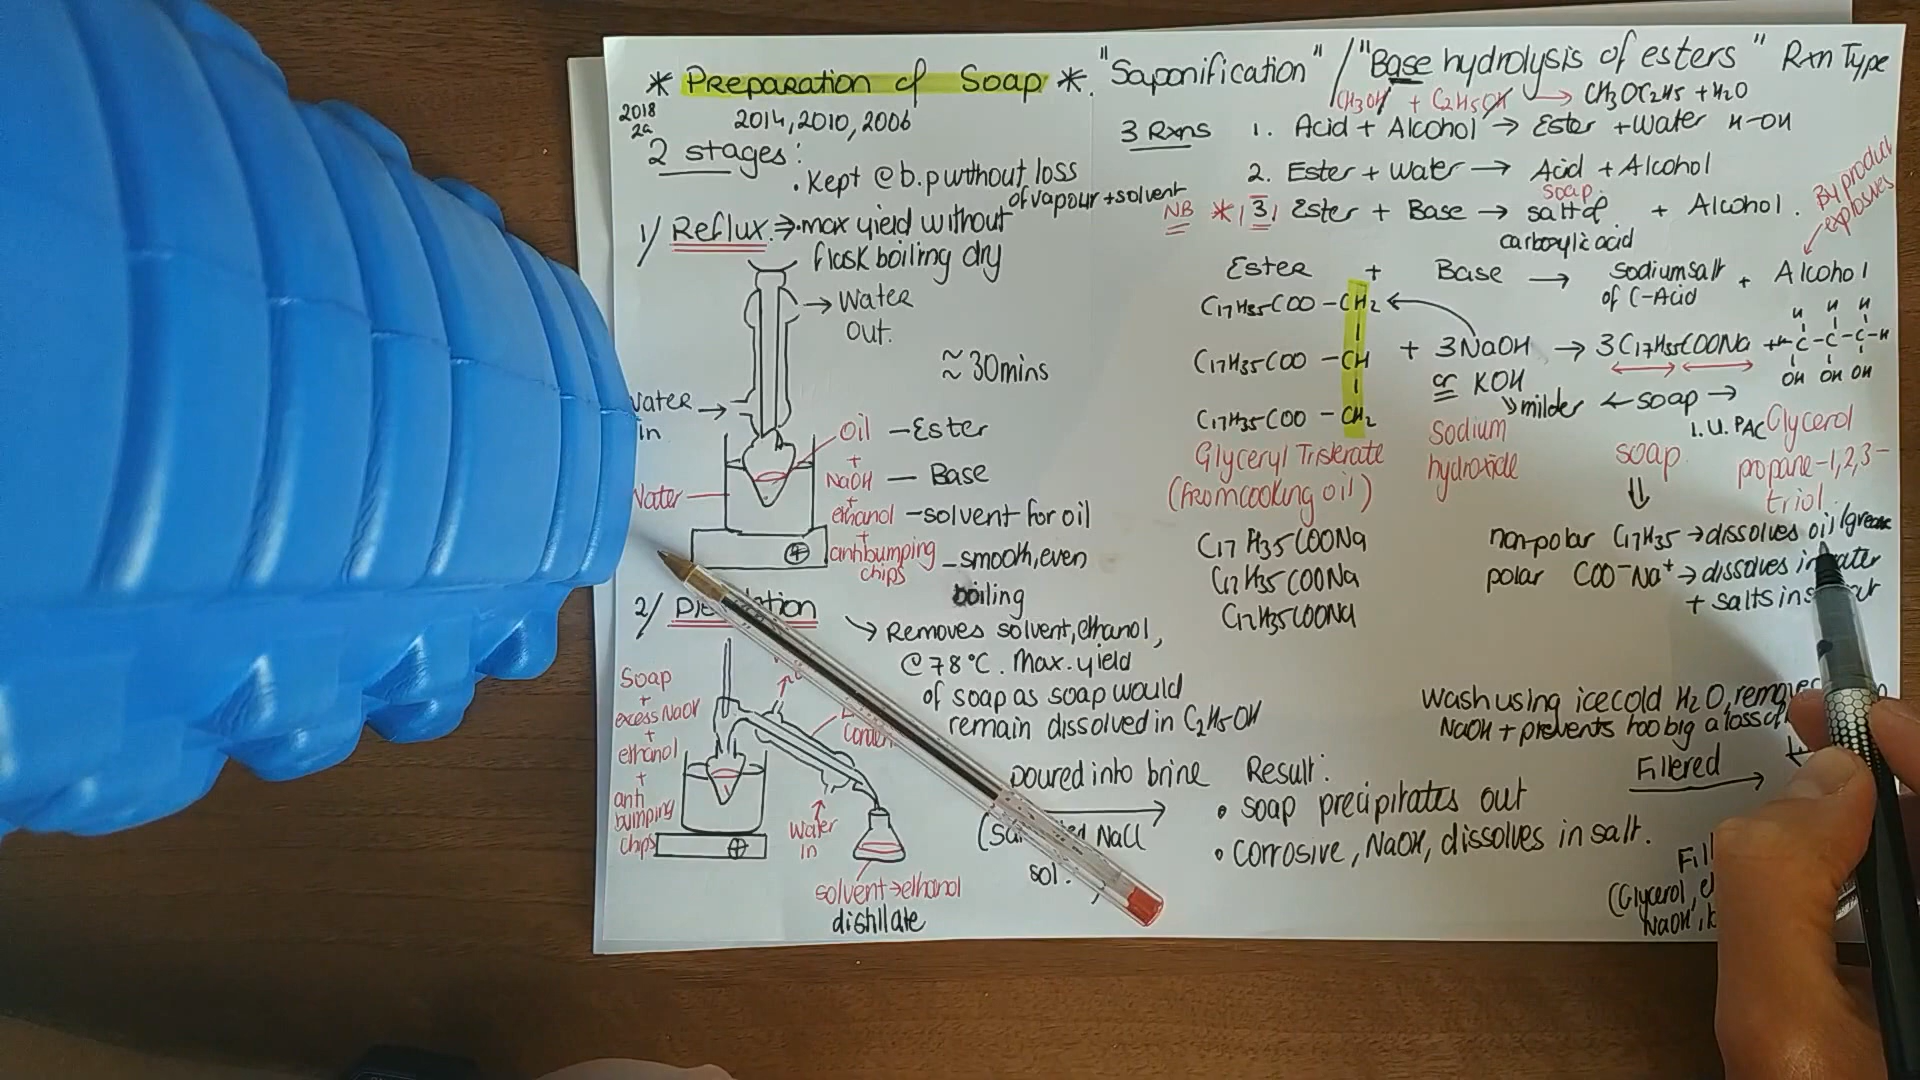 * Preparation of Soap *. "Saponification" / "Base hydrolysis of esters" Rxn Type
CH3OH + C2H5OH → CH3OC2H5 + H2O
2018
2a
2014, 2010, 2006
3 Rxns 1. Acid + Alcohol → Ester + Water H-OH
2 stages:
2. Ester + Water → Acid + Alcohol
• Kept @ b.p without loss
of vapour + solvent
soap.
NB * 3, Ester + Base → salt of + Alcohol.
carboxylic acid
By product
explosives
1/ Reflux ⇒ • max yield without
flask boiling dry
→ Water
Out.
≈ 30mins
Water →
in
Oil — Ester
+
NaOH — Base
+
ethanol — solvent for oil
+
antibumping — smooth, even
chips
boiling
Water
Ester + Base → sodium salt + Alcohol
of C-Acid
C17H35COO – CH2
C17H35COO – CH + 3NaOH → 3C17H35COONa + H-C-C-C-H
H H H
OH OH OH
or KOH
milder ← soap →
C17H35COO – CH2
Glyceryl Tristerate
(from cooking oil)
Sodium
hydroxide
soap
⇓
I.U.PAC Glycerol
propane-1,2,3-
triol.
C17H35COONa
C17H35COONa
C17H35COONa
non-polar C17H35 → dissolves oil/grease
polar COO⁻Na⁺ → dissolves in
+ salts in
2/
→ Removes solvent, ethanol,
@ 78°C. Max. yield
of soap as soap would
remain dissolved in C2H5OH
Soap
+
excess NaOH
+
ethanol
+
anti
bumping
chips
Water
In
solvent → ethanol
distillate
poured into brine
NaCl
sol.
Result:
• soap precipitates out
• corrosive, NaOH, dissolves in salt.
Wash using ice cold H2O, removes
NaOH + prevents too big a loss of
Filtered
(Glycerol,
NaOH,